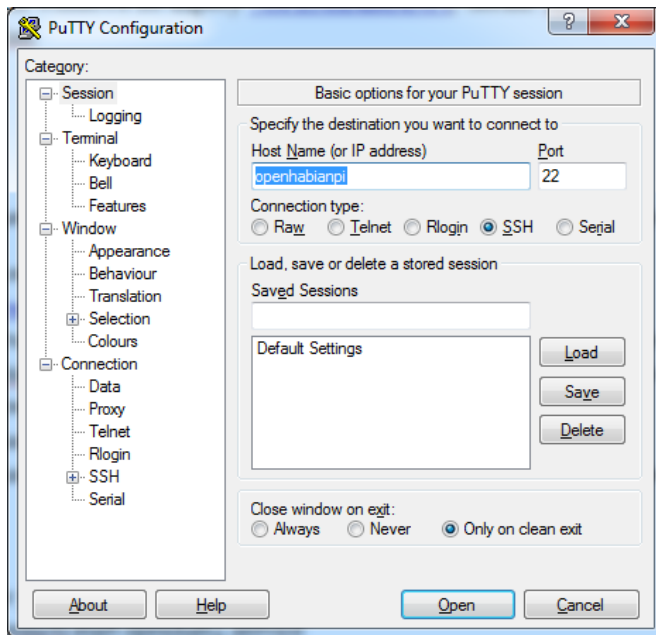 PuTTY Configuration
Category:
Session
Logging
Terminal
Keyboard
Bell
Features
Window
Appearance
Behaviour
Translation
Selection
Colours
Connection
Data
Proxy
Telnet
Rlogin
SSH
Serial
Basic options for your PuTTY session
Specify the destination you want to connect to
Host Name (or IP address) Port
openhabianpi 22
Connection type:
Raw Telnet Rlogin SSH Serial
Load, save or delete a stored session
Saved Sessions
Default Settings
Load
Save
Delete
Close window on exit:
Always Never Only on clean exit
About Help Open Cancel